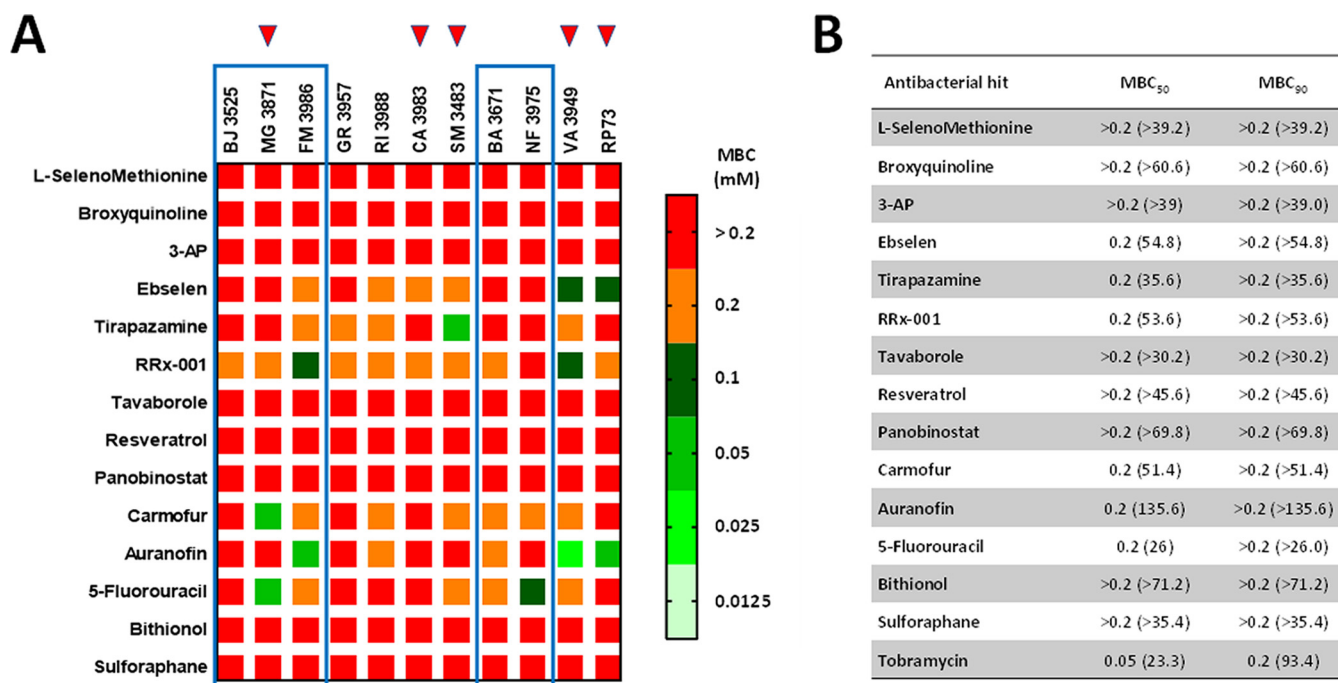 A
BJ 3525
MG 3871
FM 3986
GR 3957
RI 3988
CA 3983
SM 3483
BA 3671
NF 3975
VA 3949
RP73
L-SelenoMethionine
Broxyquinoline
3-AP
Ebselen
Tirapazamine
RRx-001
Tavaborole
Resveratrol
Panobinostat
Carmofur
Auranofin
5-Fluorouracil
Bithionol
Sulforaphane
MBC
(mM)
> 0.2
0.2
0.1
0.05
0.025
0.0125
B
Antibacterial hit MBC50 MBC90
L-SelenoMethionine >0.2 (>39.2) >0.2 (>39.2)
Broxyquinoline >0.2 (>60.6) >0.2 (>60.6)
3-AP >0.2 (>39) >0.2 (>39.0)
Ebselen 0.2 (54.8) >0.2 (>54.8)
Tirapazamine 0.2 (35.6) >0.2 (>35.6)
RRx-001 0.2 (53.6) >0.2 (>53.6)
Tavaborole >0.2 (>30.2) >0.2 (>30.2)
Resveratrol >0.2 (>45.6) >0.2 (>45.6)
Panobinostat >0.2 (>69.8) >0.2 (>69.8)
Carmofur 0.2 (51.4) >0.2 (>51.4)
Auranofin 0.2 (135.6) >0.2 (>135.6)
5-Fluorouracil 0.2 (26) >0.2 (>26.0)
Bithionol >0.2 (>71.2) >0.2 (>71.2)
Sulforaphane >0.2 (>35.4) >0.2 (>35.4)
Tobramycin 0.05 (23.3) 0.2 (93.4)